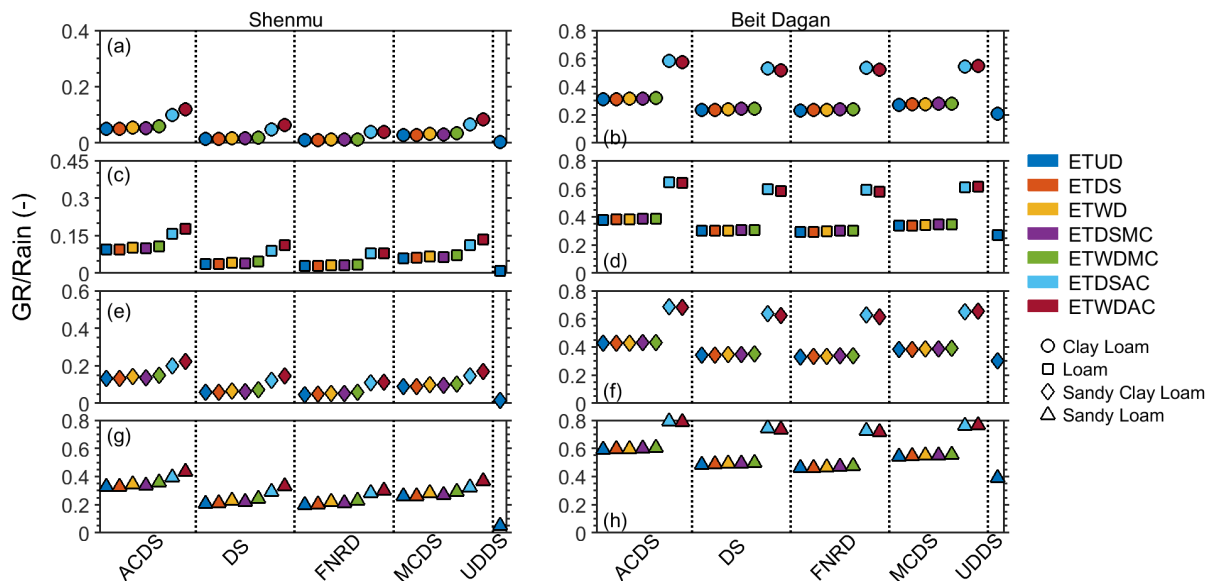 Shenmu
Beit Dagan
GR/Rain (-)
0.4
0.2
0
(a)
0.8
0.6
0.4
0.2
0
(b)
0.45
0.3
0.15
0
(c)
0.8
0.6
0.4
0.2
0
(d)
0.6
0.4
0.2
0
(e)
0.8
0.6
0.4
0.2
0
(f)
0.8
0.6
0.4
0.2
0
(g)
0.8
0.6
0.4
0.2
0
(h)
ACDS
DS
FNRD
MCDS
UDDS
ACDS
DS
FNRD
MCDS
UDDS
ETUD
ETDS
ETWD
ETDSMC
ETWDMC
ETDSAC
ETWDAC
Clay Loam
Loam
Sandy Clay Loam
Sandy Loam